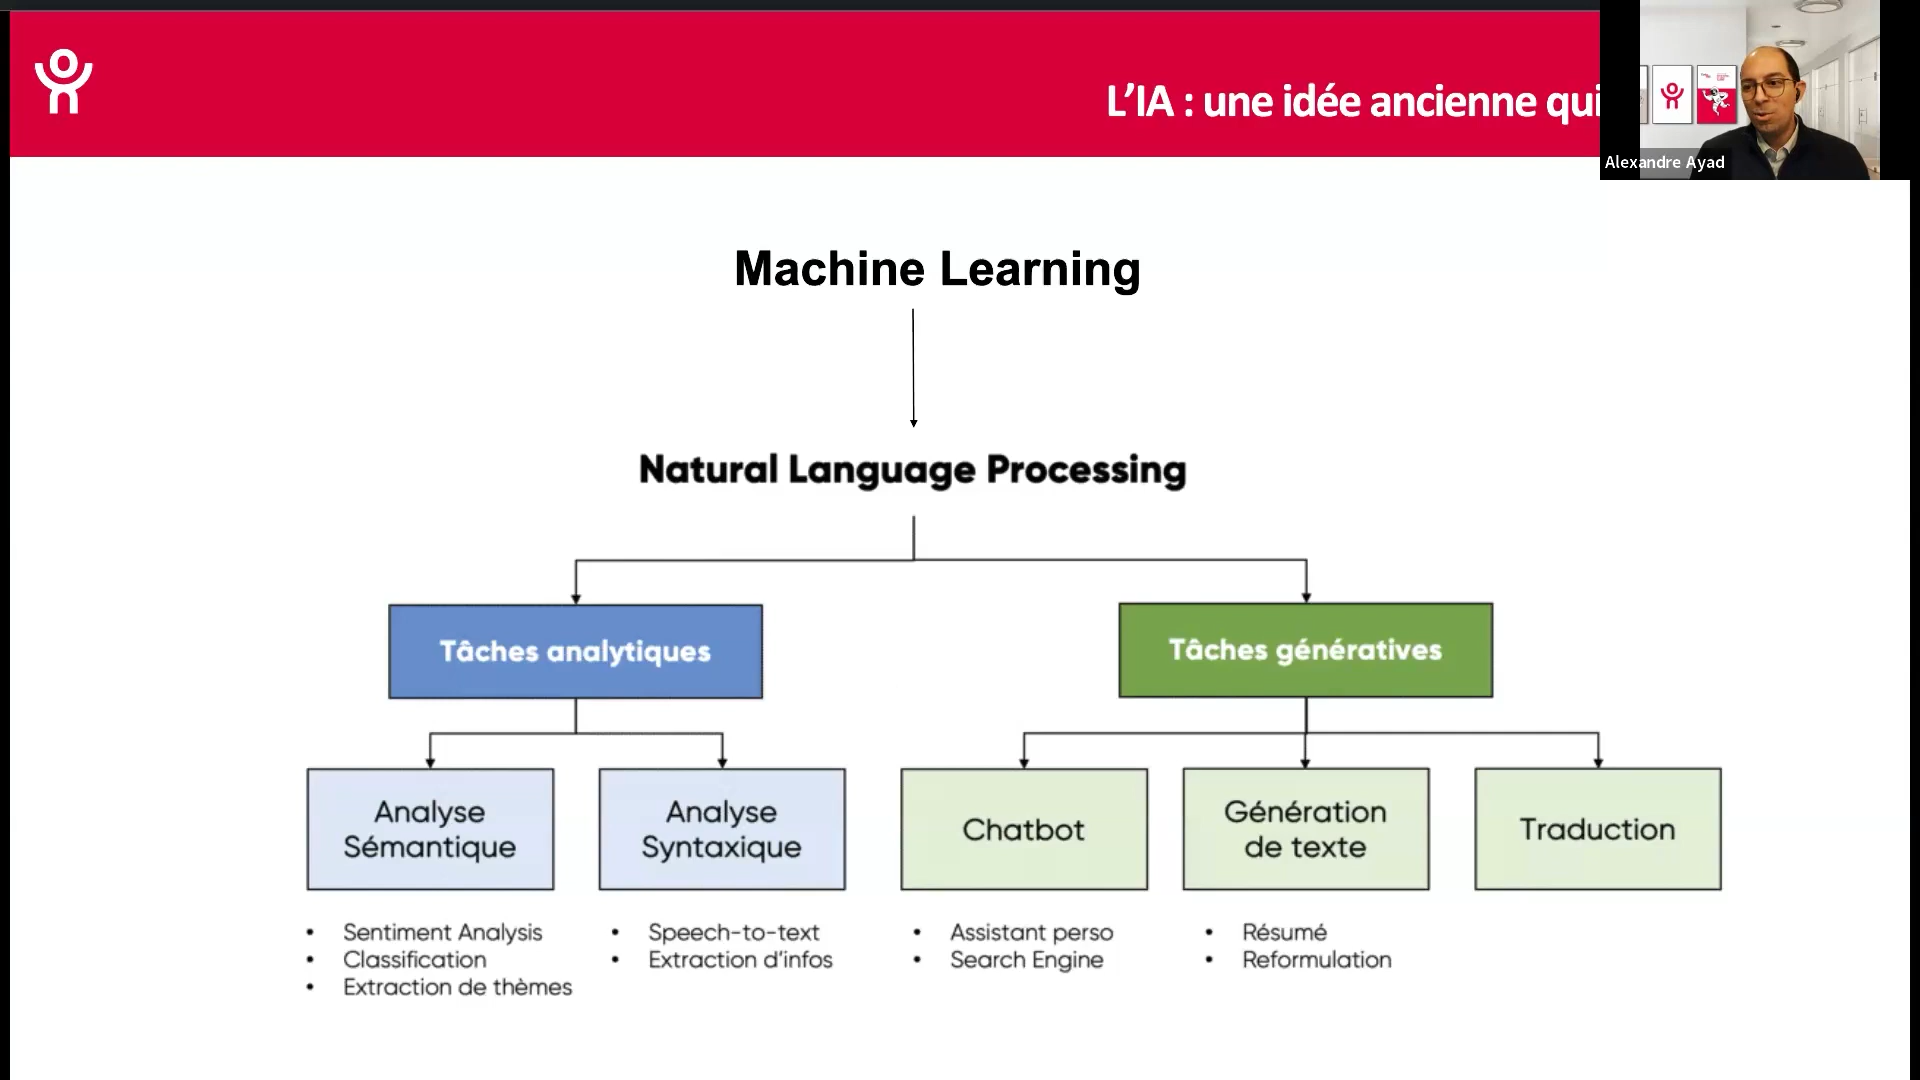 L’IA : une idée ancienne qui
Alexandre Ayad
Machine Learning
Natural Language Processing
Tâches analytiques
Tâches génératives
Analyse
Sémantique
Analyse
Syntaxique
Chatbot
Génération
de texte
Traduction
• Sentiment Analysis
• Classification
• Extraction de thèmes
• Speech-to-text
• Extraction d’infos
• Assistant perso
• Search Engine
• Résumé
• Reformulation